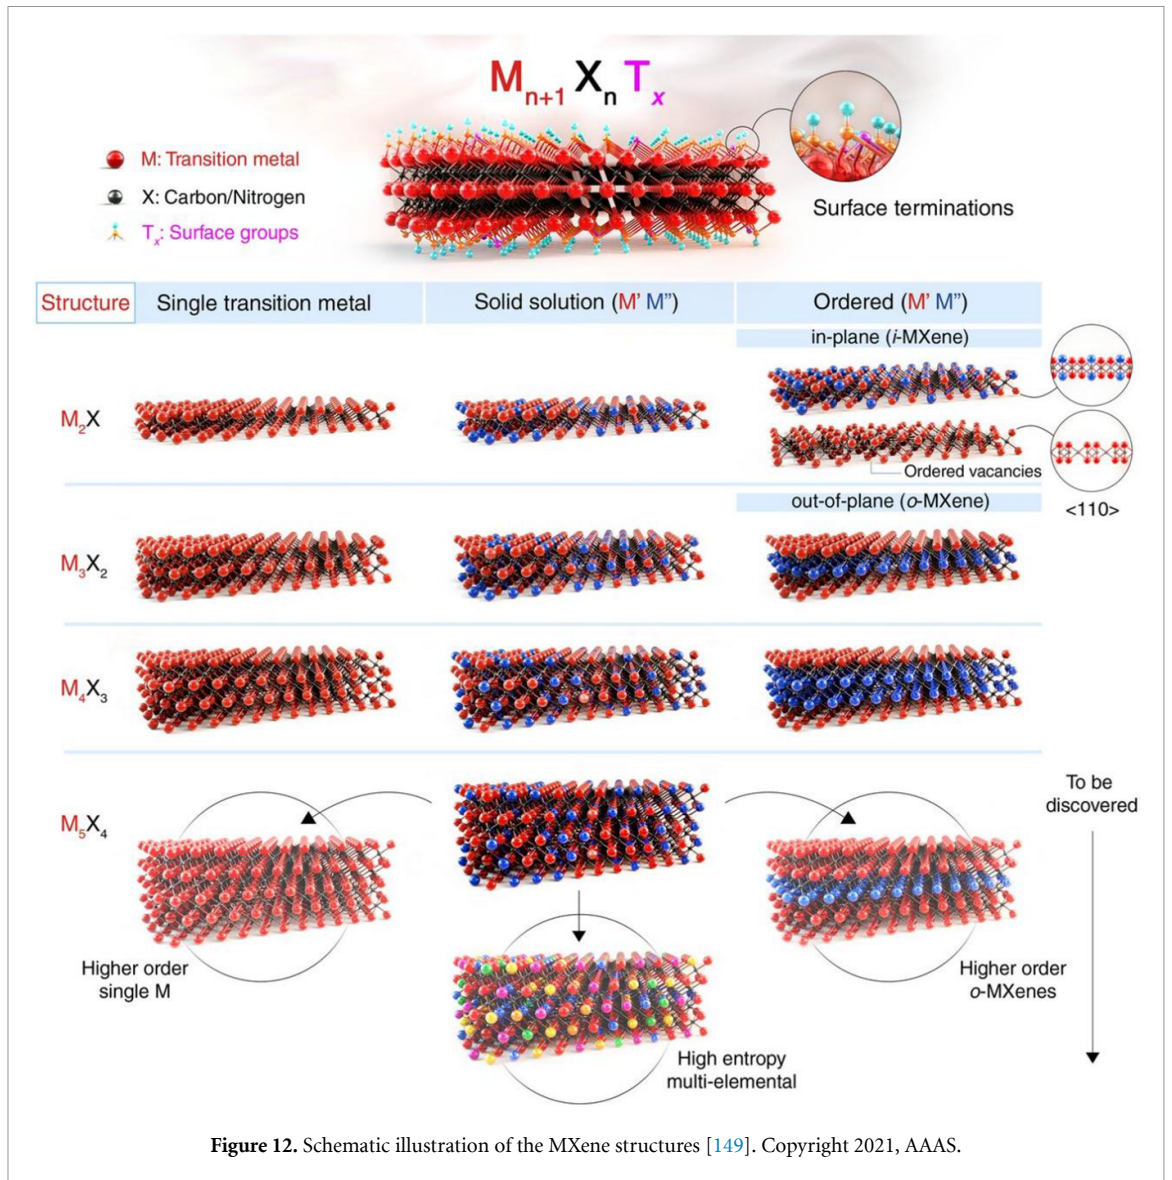 Mn+1XnTx
M: Transition metal
X: Carbon/Nitrogen
Tx: Surface groups
Surface terminations
Structure
Single transition metal
Solid solution (M' M")
Ordered (M' M")
in-plane (i-MXene)
M2X
Ordered vacancies
<110>
out-of-plane (o-MXene)
M3X2
M4X3
M5X4
To be
discovered
Higher order
single M
Higher order
o-MXenes
High entropy
multi-elemental
Figure 12. Schematic illustration of the MXene structures [149]. Copyright 2021, AAAS.